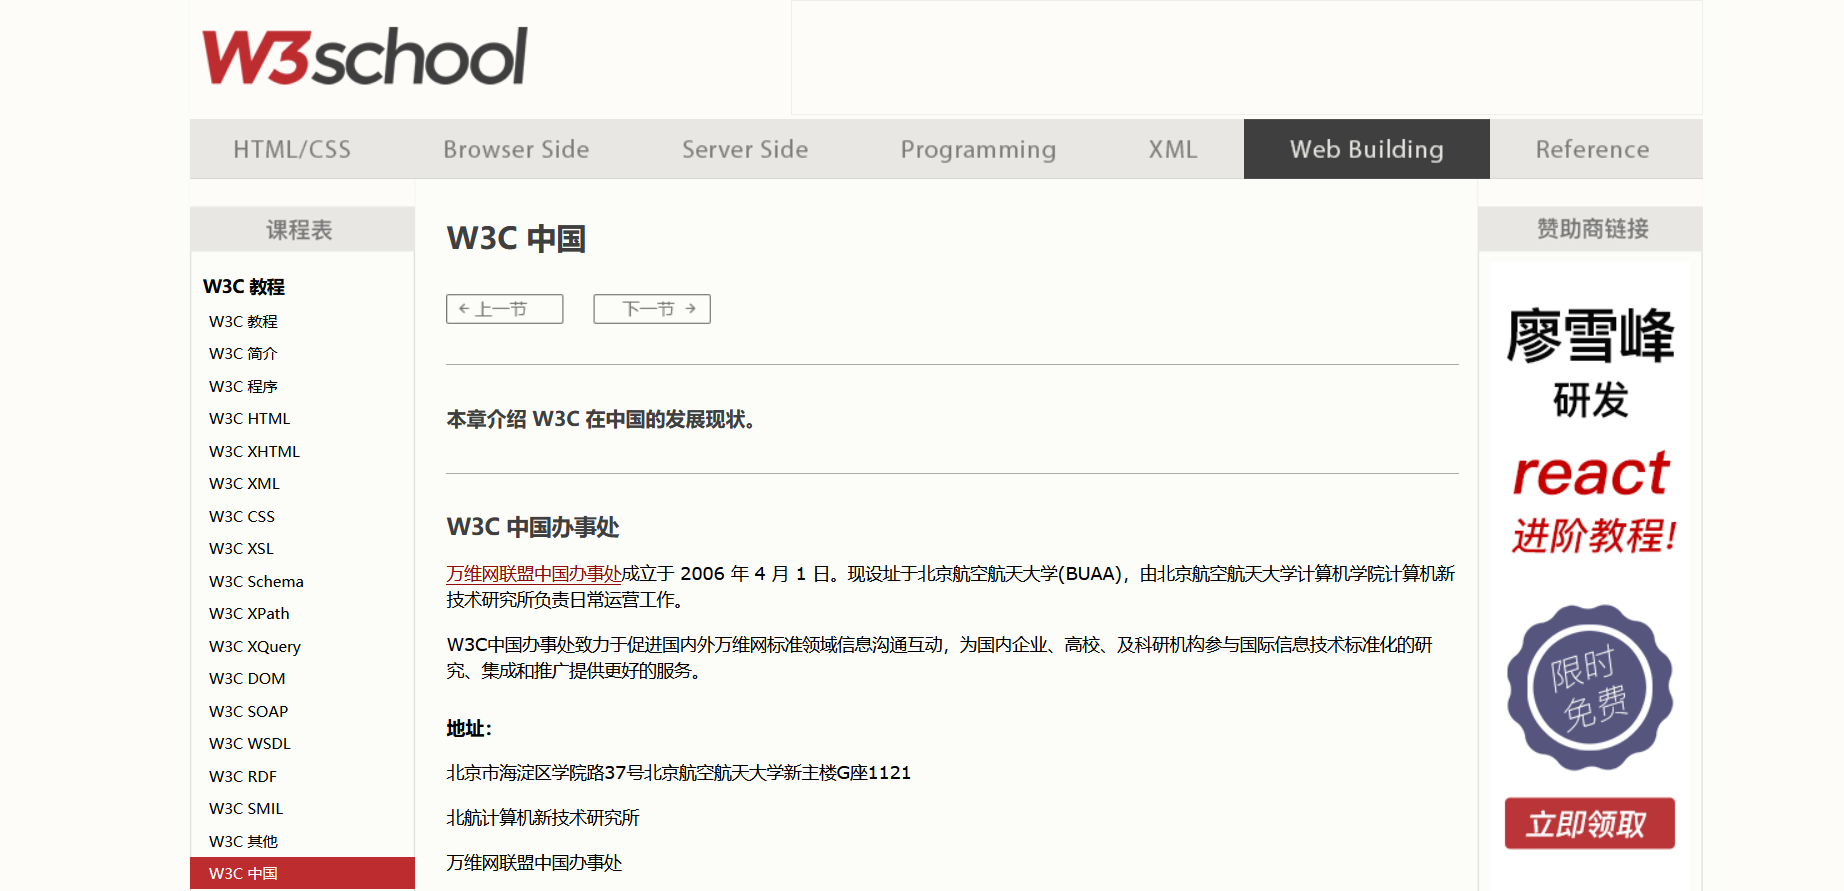 W3school
HTML/CSS
Browser Side
Server Side
Programming
XML
Web Building
Reference
课程表
W3C 教程
W3C 教程
W3C 简介
W3C 程序
W3C HTML
W3C XHTML
W3C XML
W3C CSS
W3C XSL
W3C Schema
W3C XPath
W3C XQuery
W3C DOM
W3C SOAP
W3C WSDL
W3C RDF
W3C SMIL
W3C 其他
W3C 中国
W3C 中国
← 上一节
下一节 →
本章介绍 W3C 在中国的发展现状。
W3C 中国办事处
万维网联盟中国办事处成立于 2006 年 4 月 1 日。现设址于北京航空航天大学(BUAA)，由北京航空航天大学计算机学院计算机新
技术研究所负责日常运营工作。
W3C中国办事处致力于促进国内外万维网标准领域信息沟通互动，为国内企业、高校、及科研机构参与国际信息技术标准化的研
究、集成和推广提供更好的服务。
地址：
北京市海淀区学院路37号北京航空航天大学新主楼G座1121
北航计算机新技术研究所
万维网联盟中国办事处
赞助商链接
廖雪峰
研发
react
进阶教程!
限时
免费
立即领取